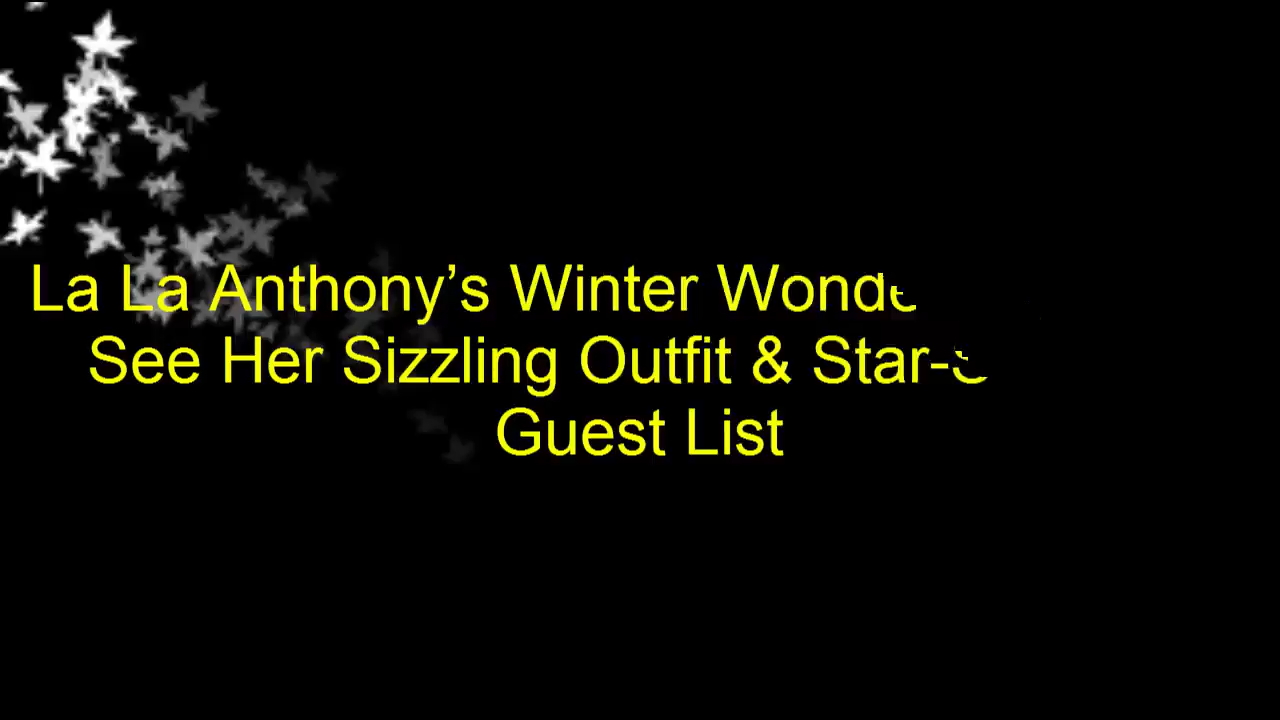 La La Anthony’s Winter
See Her Sizzling Outfit &
Guest List